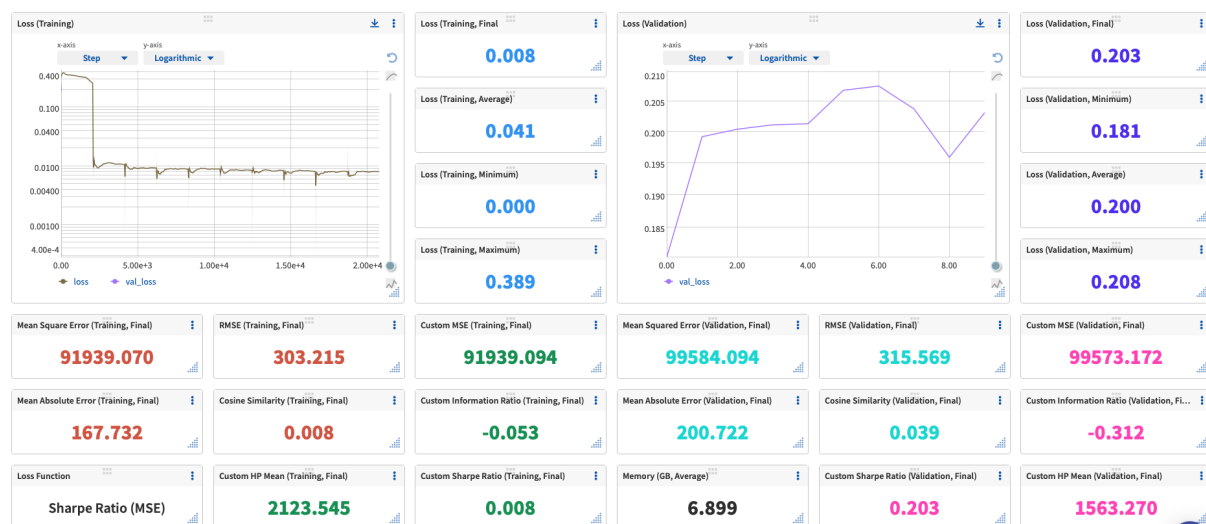 Loss (Training)
x-axis
y-axis
Step
Logarithmic
0.400
0.100
0.0400
0.0100
0.00400
0.00100
4.00e-4
0.00
5.00e+3
1.00e+4
1.50e+4
2.00e+4
loss
val_loss
Loss (Training, Final
0.008
Loss (Training, Average)
0.041
Loss (Training, Minimum)
0.000
Loss (Training, Maximum)
0.389
Loss (Validation)
x-axis
y-axis
Step
Logarithmic
0.210
0.205
0.200
0.195
0.190
0.185
0.00
2.00
4.00
6.00
8.00
val_loss
Loss (Validation, Final)
0.203
Loss (Validation, Minimum)
0.181
Loss (Validation, Average)
0.200
Loss (Validation, Maximum)
0.208
Mean Square Error (Training, Final)
91939.070
RMSE (Training, Final)
303.215
Custom MSE (Training, Final)
91939.094
Mean Squared Error (Validation, Final)
99584.094
RMSE (Validation, Final)
315.569
Custom MSE (Validation, Final)
99573.172
Mean Absolute Error (Training, Final)
167.732
Cosine Similarity (Training, Final)
0.008
Custom Information Ratio (Training, Final)
-0.053
Mean Absolute Error (Validation, Final)
200.722
Cosine Similarity (Validation, Final)
0.039
Custom Information Ratio (Validation, Fi...
-0.312
Loss Function
Sharpe Ratio (MSE)
Custom HP Mean (Training, Final)
2123.545
Custom Sharpe Ratio (Training, Final)
0.008
Memory (GB, Average)
6.899
Custom Sharpe Ratio (Validation, Final)
0.203
Custom HP Mean (Validation, Final)
1563.270